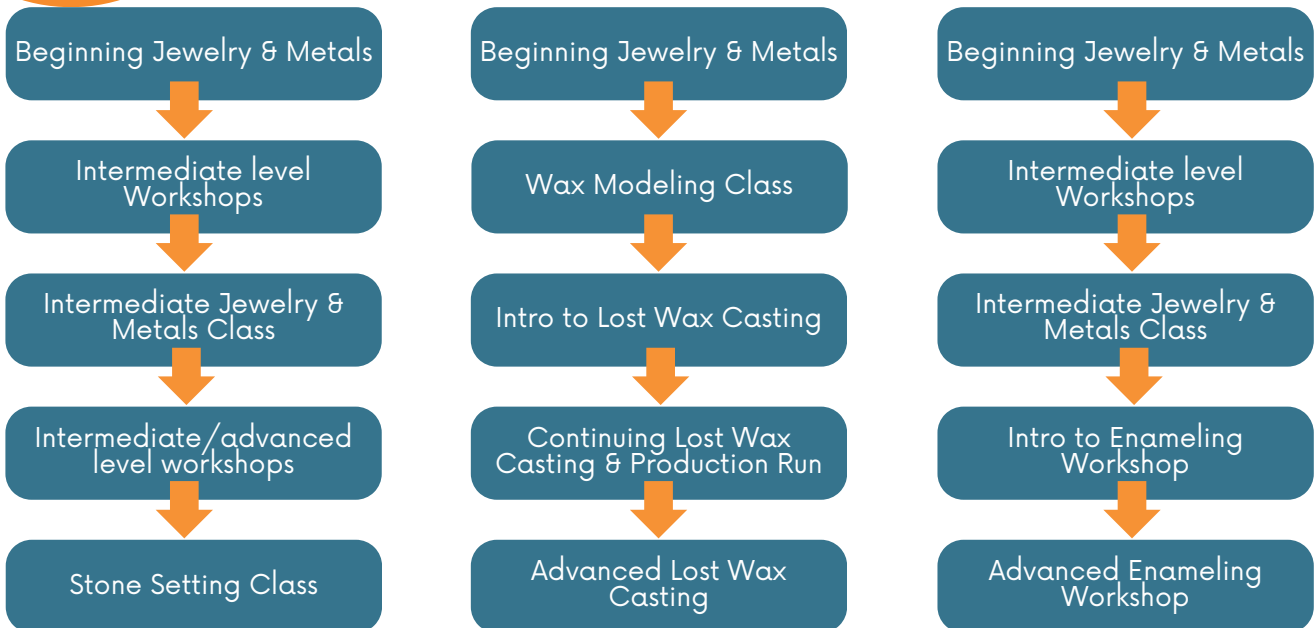 Beginning Jewelry & Metals
Intermediate level
Workshops
Intermediate Jewelry &
Metals Class
Intermediate/advanced
level workshops
Stone Setting Class
Beginning Jewelry & Metals
Wax Modeling Class
Intro to Lost Wax Casting
Continuing Lost Wax
Casting & Production Run
Advanced Lost Wax
Casting
Beginning Jewelry & Metals
Intermediate level
Workshops
Intermediate Jewelry &
Metals Class
Intro to Enameling
Workshop
Advanced Enameling
Workshop